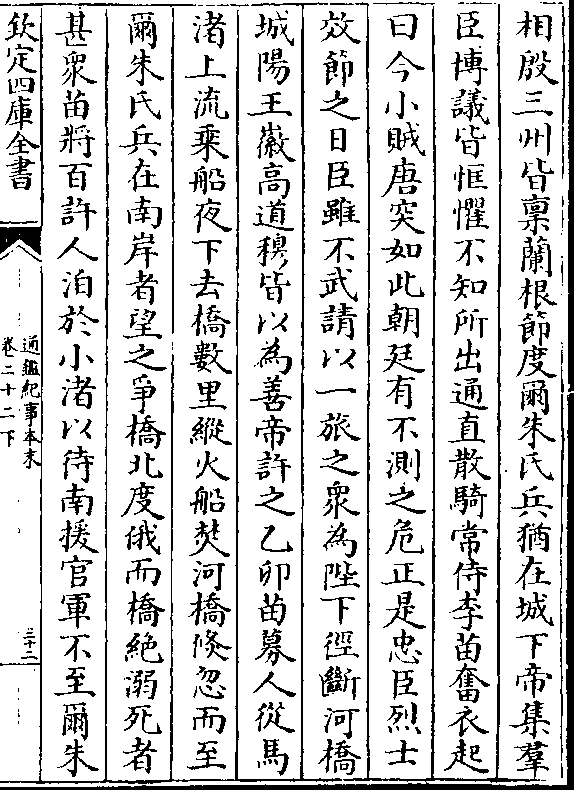 相殷三州皆禀蘭根節度爾朱氏兵猶在城下帝集羣
臣博議皆恇懼不知所出通直散騎常侍李苗奮衣起
曰今小賊唐突如此朝廷有不測之危正是忠臣烈士
效節之日臣雖不武請以一旅之衆為陛下徑斷河橋
城陽王徽高道穆皆以為善帝許之乙卯苗募人從馬
渚上流乗船夜下去橋數里縱火船焚河橋倐忽而至
爾朱氏兵在南岸者望之爭橋北度俄而橋絶溺死者
甚衆苗將百許人泊於小渚以待南援官軍不至爾朱
欽定四庫全書
通鑑紀事本末
卷二十二下
三十二